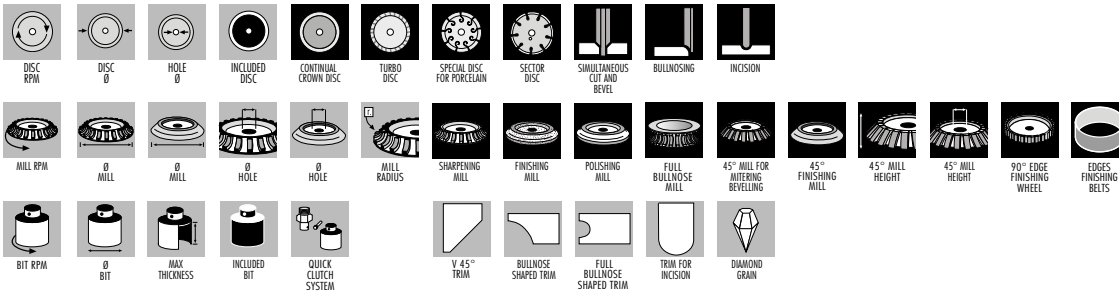 DISC
RPM
DISC
Ø
HOLE
Ø
INCLUDED
DISC
CONTINUAL
CROWN DISC
TURBO
DISC
SPECIAL DISC
FOR PORCELAIN
SECTOR
DISC
SIMULTANEOUS
CUT AND
BEVEL
BULLNOSING
INCISION
MILL RPM
Ø
MILL
Ø
MILL
Ø
HOLE
Ø
HOLE
r
MILL
RADIUS
SHARPENING
MILL
FINISHING
MILL
POLISHING
MILL
FULL
BULLNOSE
MILL
45° MILL FOR
MITERING
BEVELLING
45°
FINISHING
MILL
45° MILL
HEIGHT
45° MILL
HEIGHT
90° EDGE
FINISHING
WHEEL
EDGES
FINISHING
BELTS
BIT RPM
Ø
BIT
MAX
THICKNESS
INCLUDED
BIT
QUICK
CLUTCH
SYSTEM
V 45°
TRIM
BULLNOSE
SHAPED TRIM
FULL
BULLNOSE
SHAPED TRIM
TRIM FOR
INCISION
DIAMOND
GRAIN